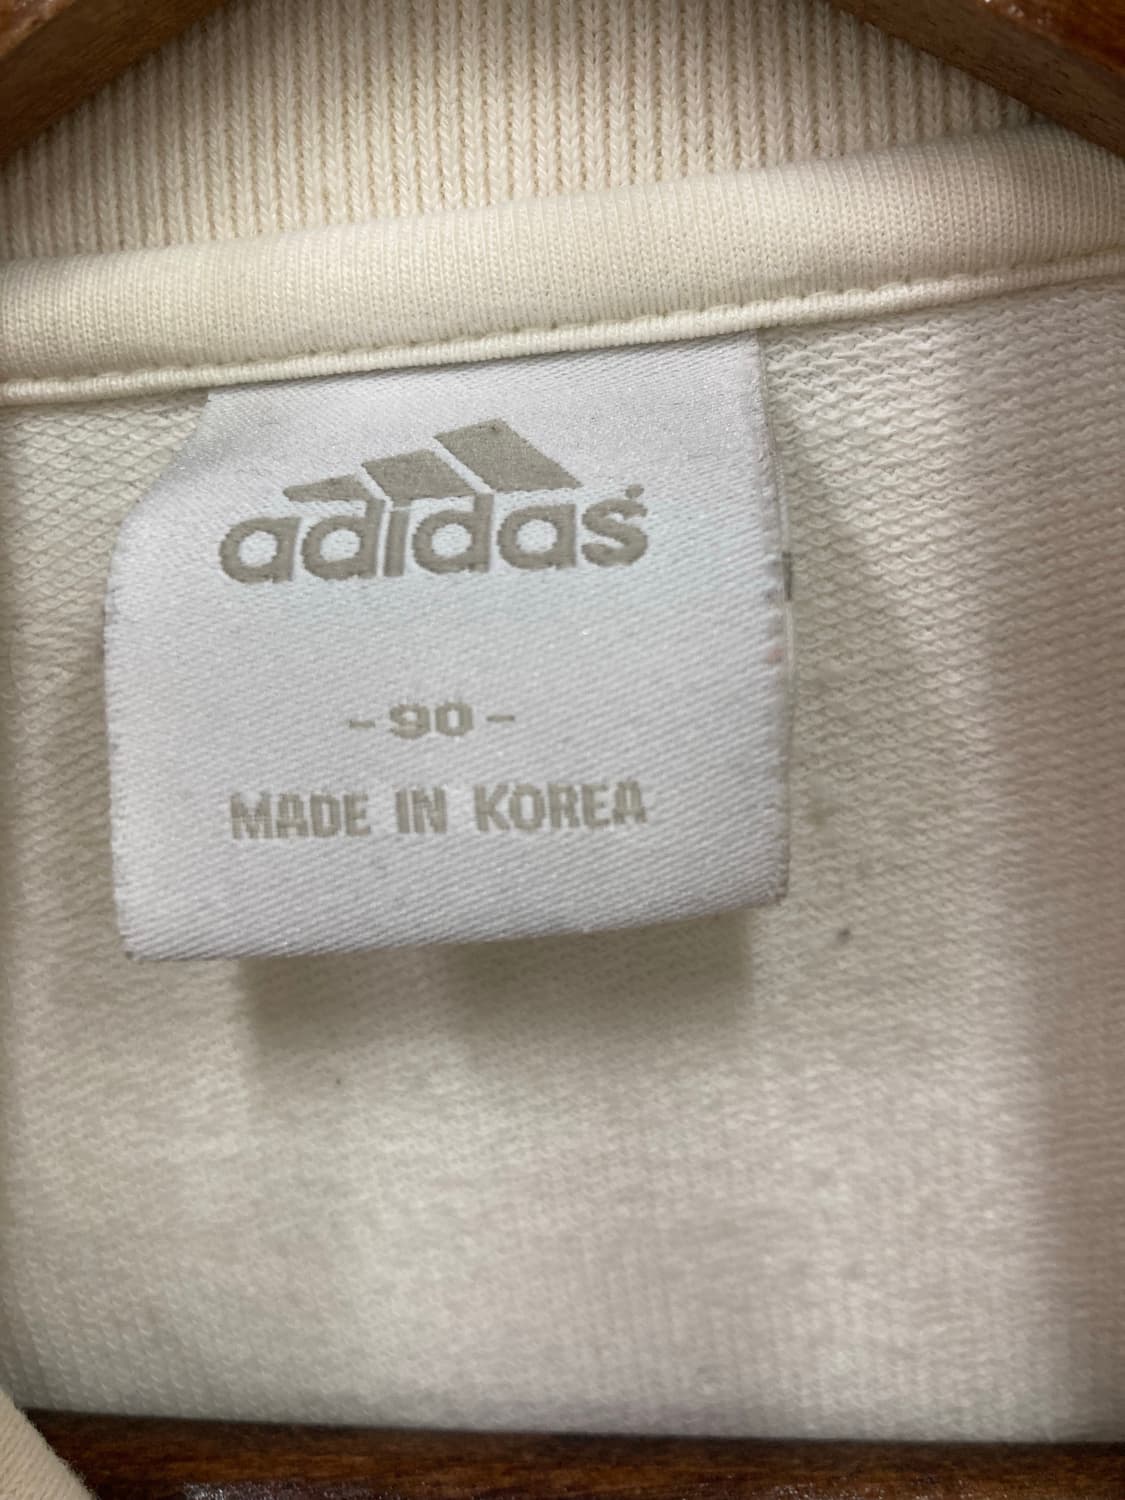 adidas
- 90 -
MADE IN KOREA